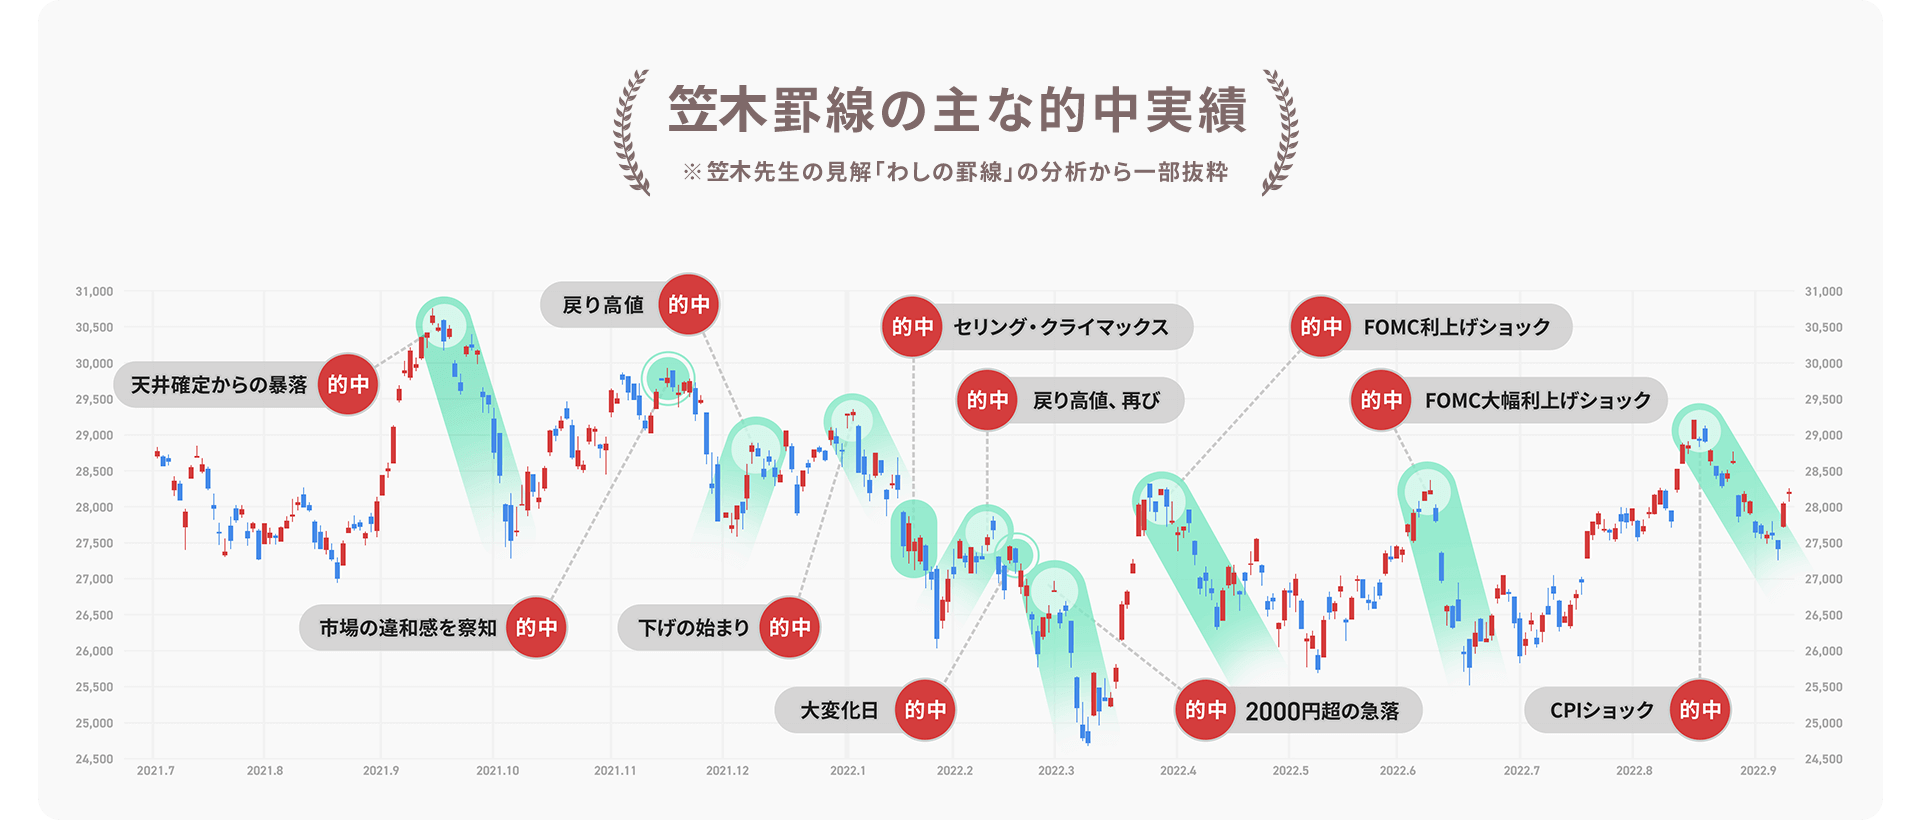 笠木罫線の主な的中実績
※笠木先生の見解「わしの罫線」の分析から一部抜粋
31,000
30,500
30,000
29,500
29,000
28,500
28,000
27,500
27,000
26,500
26,000
25,500
25,000
24,500
戻り高値 的中
的中 セリング・クライマックス
的中 FOMC利上げショック
天井確定からの暴落 的中
的中 戻り高値、再び
的中 FOMC大幅利上げショック
市場の違和感を察知 的中
下げの始まり 的中
大変化日 的中
的中 2000円超の急落
CPIショック 的中
31,000
30,500
30,000
29,500
29,000
28,500
28,000
27,500
27,000
26,500
26,000
25,500
25,000
24,500
2021.7 2021.8 2021.9 2021.10 2021.11 2021.12 2022.1 2022.2 2022.3 2022.4 2022.5 2022.6 2022.7 2022.8 2022.9